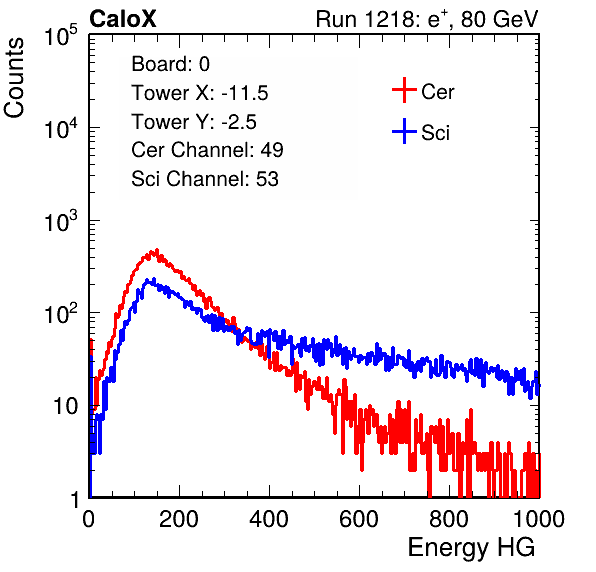 CaloX Run 1218: e⁺, 80 GeV
Board: 0
Tower X: -11.5
Tower Y: -2.5
Cer Channel: 49
Sci Channel: 53
Cer
Sci
Counts
10⁵
10⁴
10³
10²
10
1
0 200 400 600 800 1000
Energy HG